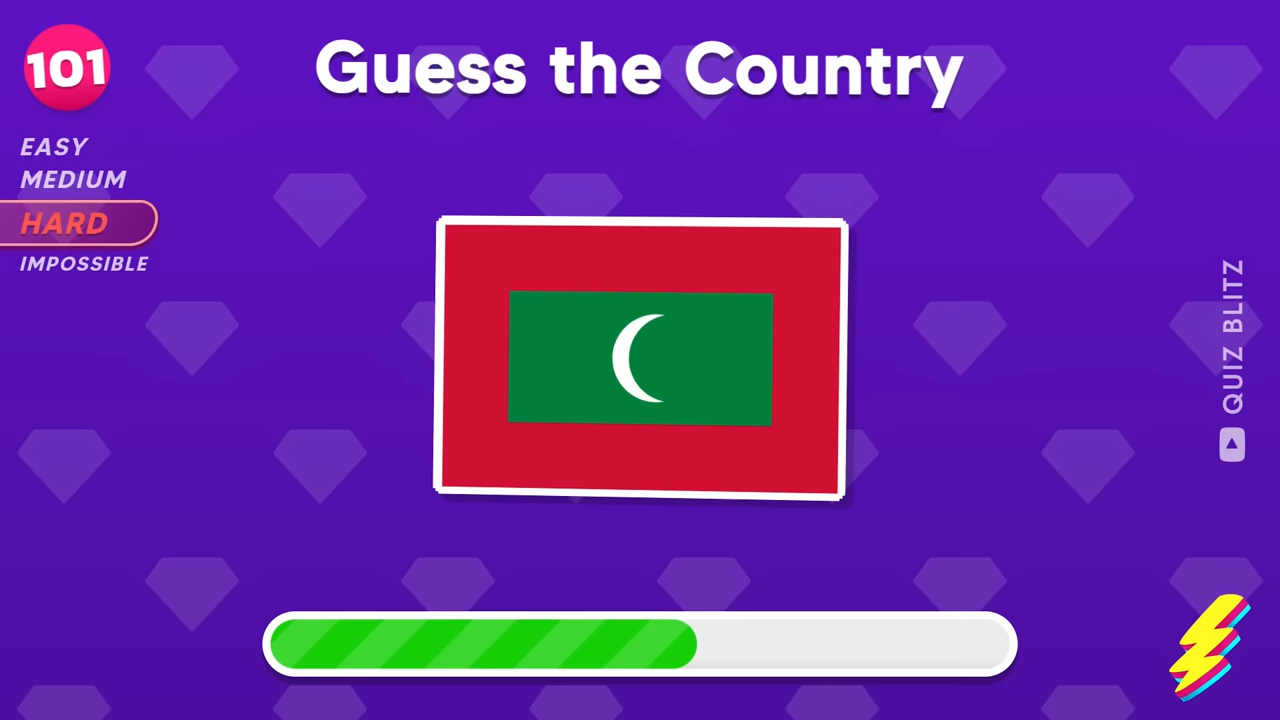 101
Guess the Country
EASY
MEDIUM
HARD
IMPOSSIBLE
QUIZ BLITZ